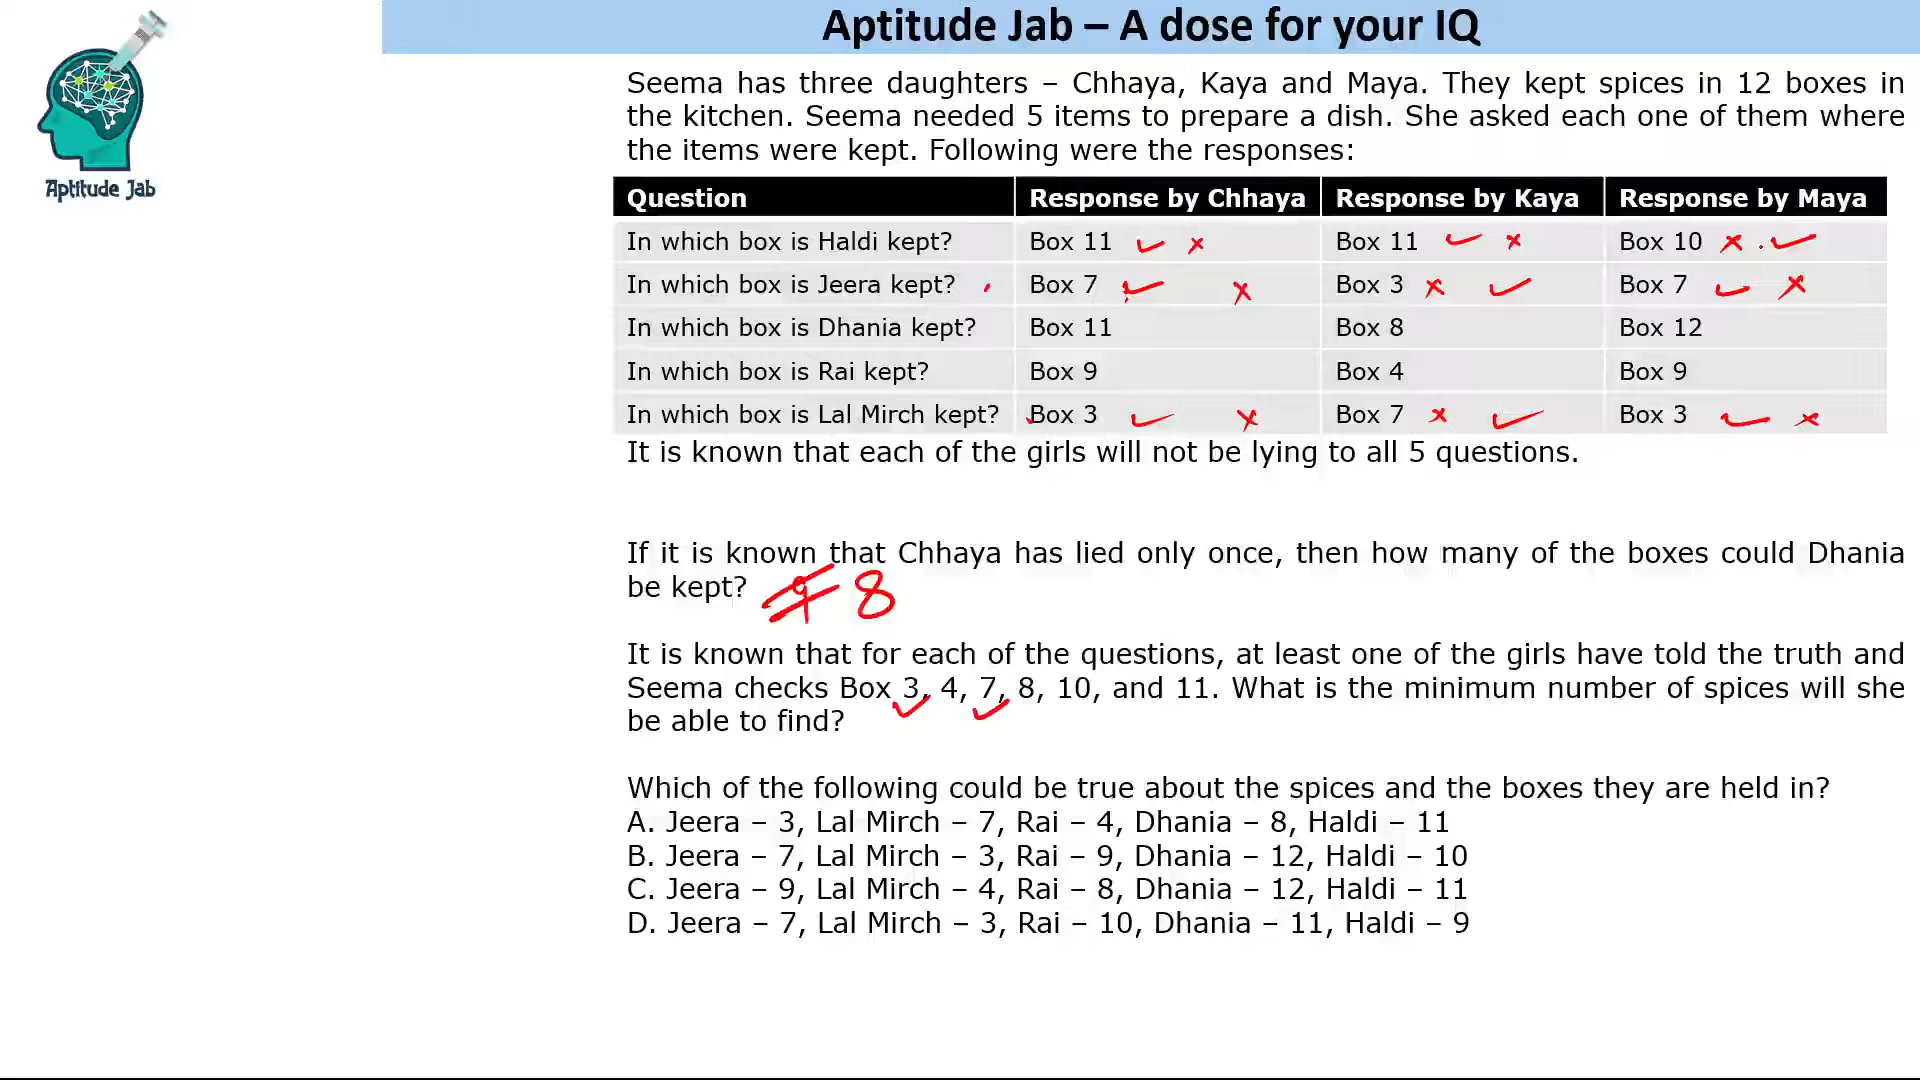 Aptitude Jab – A dose for your IQ
Aptitude Jab
Seema has three daughters – Chhaya, Kaya and Maya. They kept spices in 12 boxes in
the kitchen. Seema needed 5 items to prepare a dish. She asked each one of them where
the items were kept. Following were the responses:
Question Response by Chhaya Response by Kaya Response by Maya
In which box is Haldi kept? Box 11 ✓ × Box 11 ✓ × Box 10 × ✓
In which box is Jeera kept? Box 7 ✓ × Box 3 × ✓ Box 7 ✓ ×
In which box is Dhania kept? Box 11 Box 8 Box 12
In which box is Rai kept? Box 9 Box 4 Box 9
In which box is Lal Mirch kept? Box 3 ✓ × Box 7 × ✓ Box 3 ✓ ×
It is known that each of the girls will not be lying to all 5 questions.
If it is known that Chhaya has lied only once, then how many of the boxes could Dhania
be kept? 9 8
It is known that for each of the questions, at least one of the girls have told the truth and
Seema checks Box 3, 4, 7, 8, 10, and 11. What is the minimum number of spices will she
be able to find?
Which of the following could be true about the spices and the boxes they are held in?
A. Jeera – 3, Lal Mirch – 7, Rai – 4, Dhania – 8, Haldi – 11
B. Jeera – 7, Lal Mirch – 3, Rai – 9, Dhania – 12, Haldi – 10
C. Jeera – 9, Lal Mirch – 4, Rai – 8, Dhania – 12, Haldi – 11
D. Jeera – 7, Lal Mirch – 3, Rai – 10, Dhania – 11, Haldi – 9